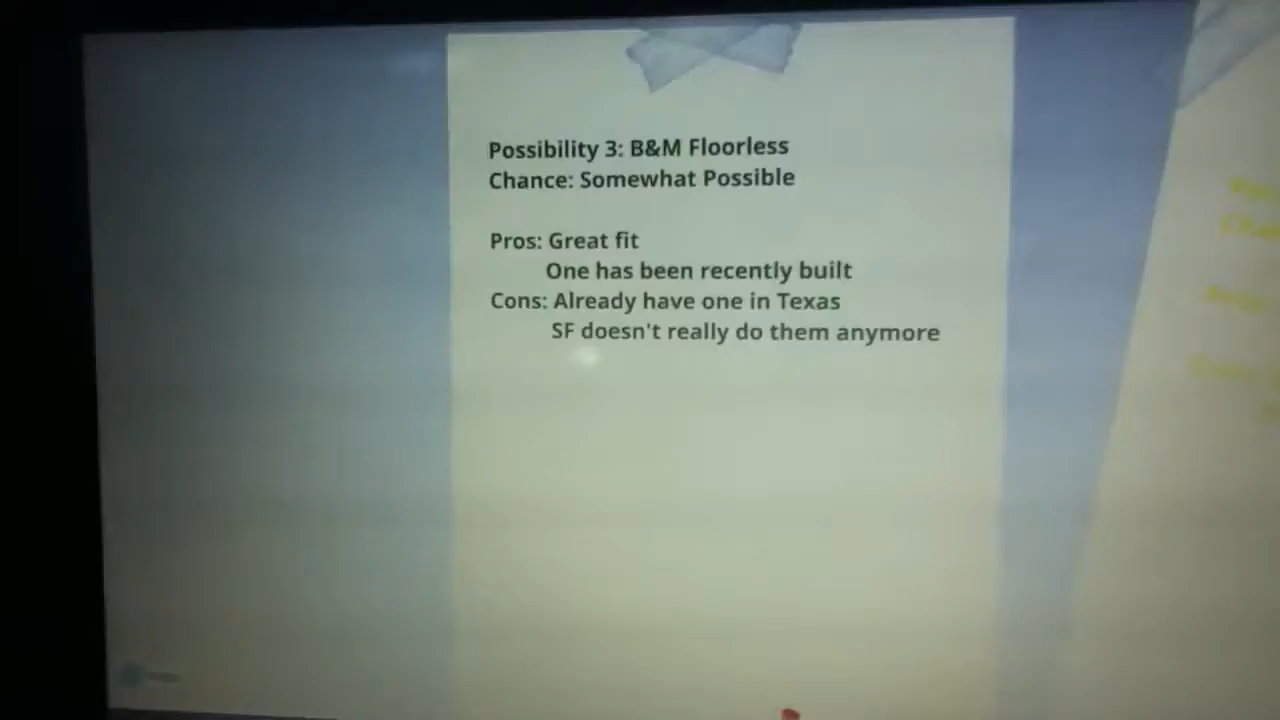 Possibility 3: B&M Floorless
Chance: Somewhat Possible
Pros: Great fit
One has been recently built
Cons: Already have one in Texas
SF doesn't really do them anymore